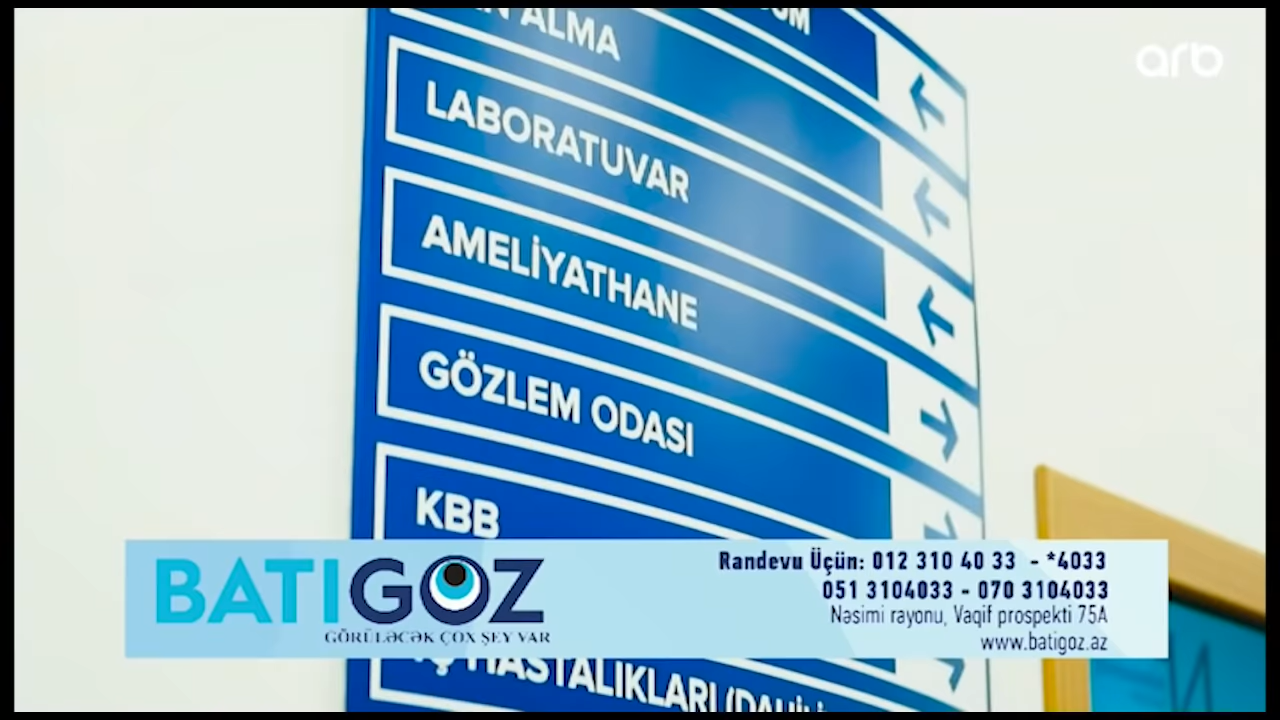 ALMA
arb
LABORATUVAR
AMELİYATHANE
GÖZLEM ODASI
KBB
BATIGÖZ
GÖRÜLƏCƏK ÇOX ŞEY VAR
Randevu Üçün: 012 310 40 33 - *4033
051 3104033 - 070 3104033
Nəsimi rayonu, Vaqif prospekti 75A
www.batigoz.az
İÇ HASTALIKLARI